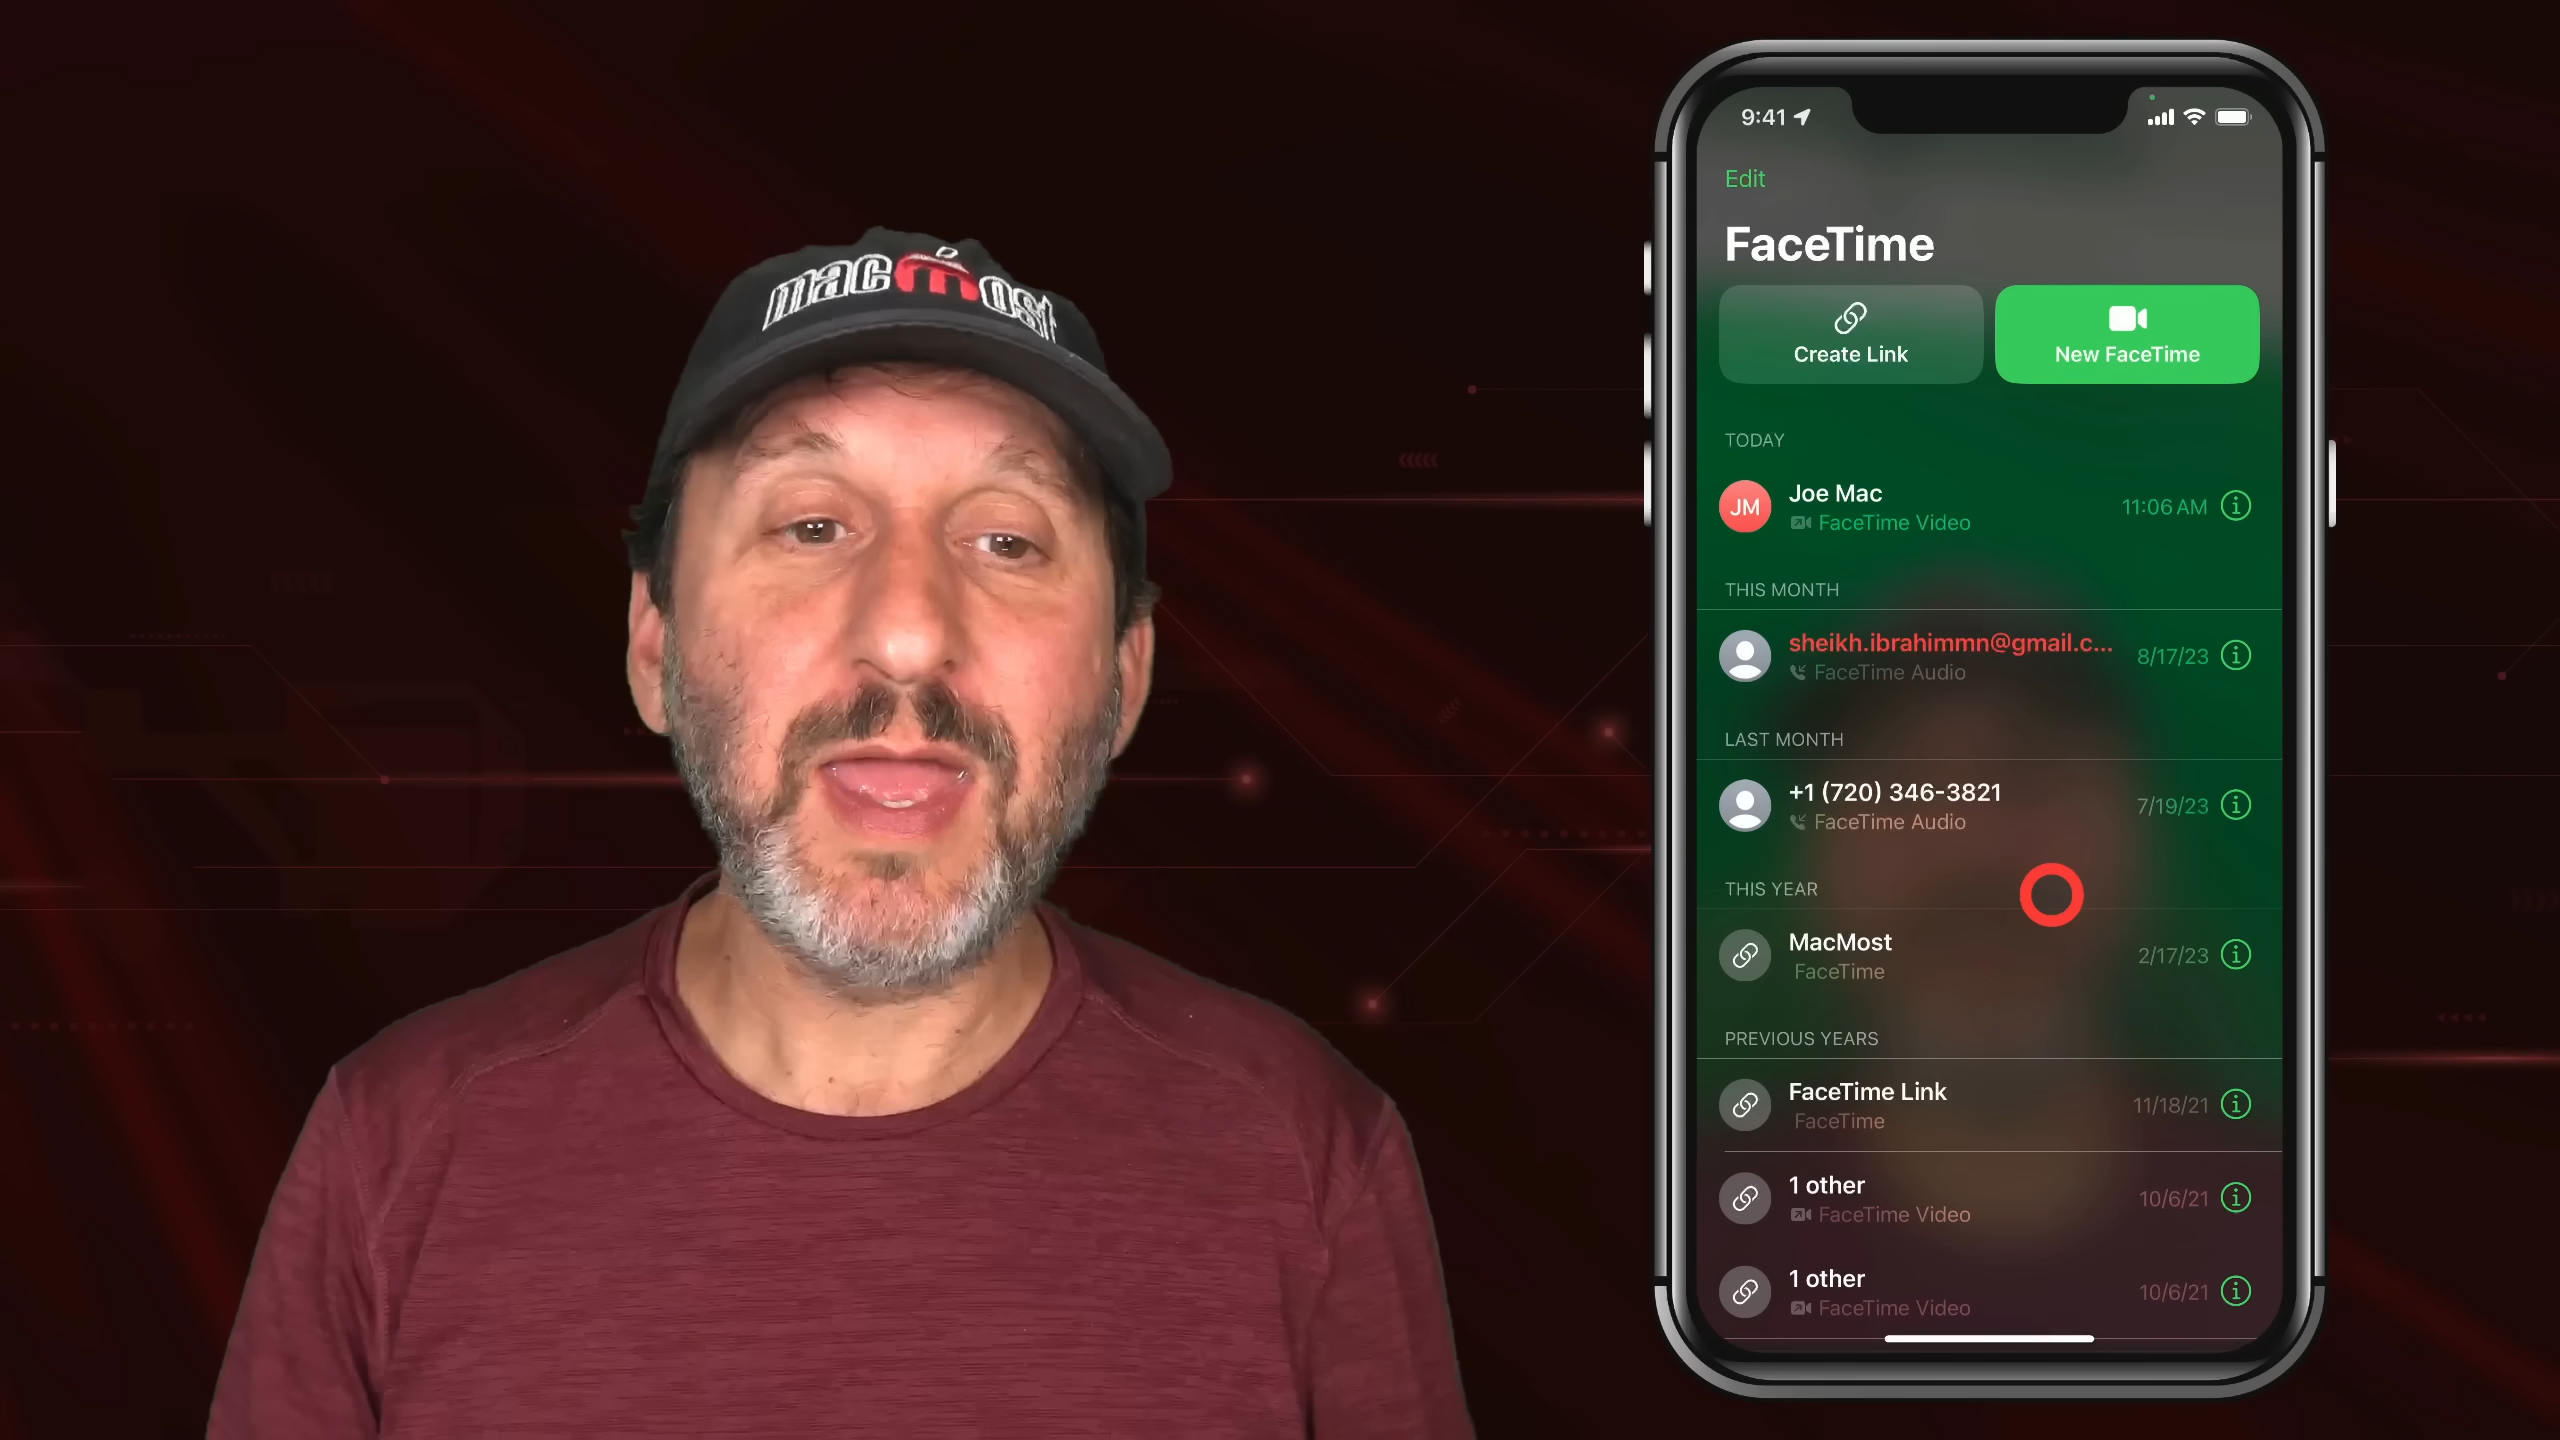 macmost
9:41
Edit
FaceTime
Create Link
New FaceTime
TODAY
JM
Joe Mac
FaceTime Video
11:06 AM
THIS MONTH
sheikh.ibrahimmn@gmail.c...
FaceTime Audio
8/17/23
LAST MONTH
+1 (720) 346-3821
FaceTime Audio
7/19/23
THIS YEAR
MacMost
FaceTime
2/17/23
PREVIOUS YEARS
FaceTime Link
FaceTime
11/18/21
1 other
FaceTime Video
10/6/21
1 other
FaceTime Video
10/6/21